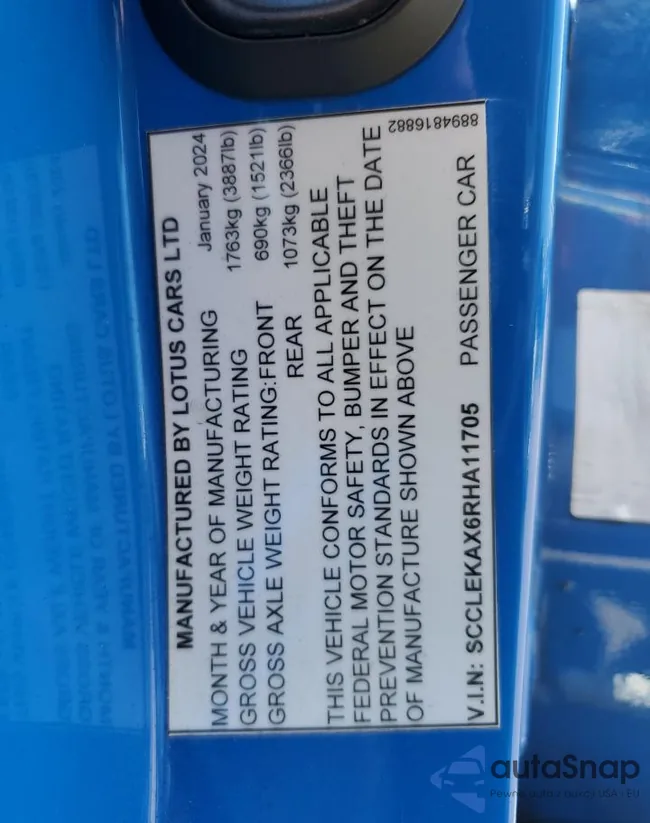 MANUFACTURED BY LOTUS CARS LTD
MONTH & YEAR OF MANUFACTURING January 2024
GROSS VEHICLE WEIGHT RATING 1763kg (3887lb)
GROSS AXLE WEIGHT RATING:FRONT 690kg (1521lb)
REAR 1073kg (2366lb)
THIS VEHICLE CONFORMS TO ALL APPLICABLE
FEDERAL MOTOR SAFETY, BUMPER AND THEFT
PREVENTION STANDARDS IN EFFECT ON THE DATE
OF MANUFACTURE SHOWN ABOVE
V.I.N: SCCLEKAX6RHA11705 PASSENGER CAR
8894816882
autaSnap